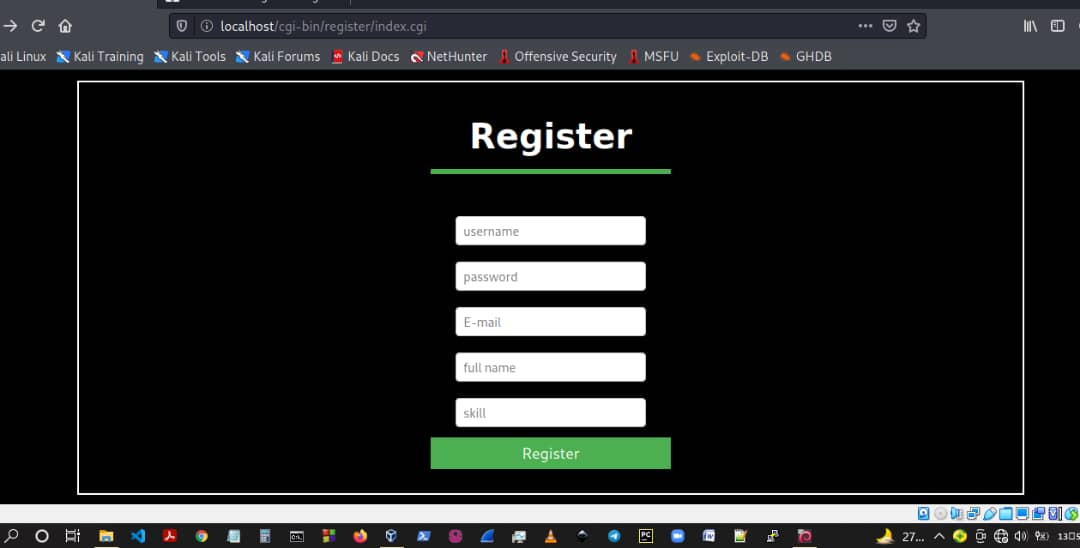 localhost/cgi-bin/register/index.cgi
ali Linux Kali Training Kali Tools Kali Forums Kali Docs NetHunter Offensive Security MSFU Exploit-DB GHDB
Register
username
password
E-mail
full name
skill
Register
PC 27...